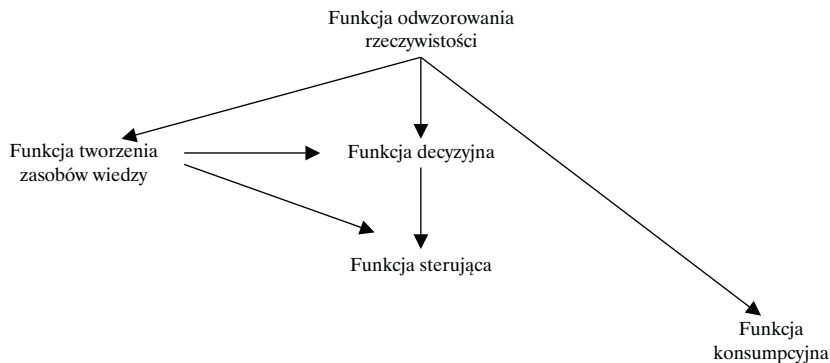 Funkcja odwzorowania
rzeczywistości
Funkcja tworzenia
zasobów wiedzy
Funkcja decyzyjna
Funkcja sterująca
Funkcja
konsumpcyjna